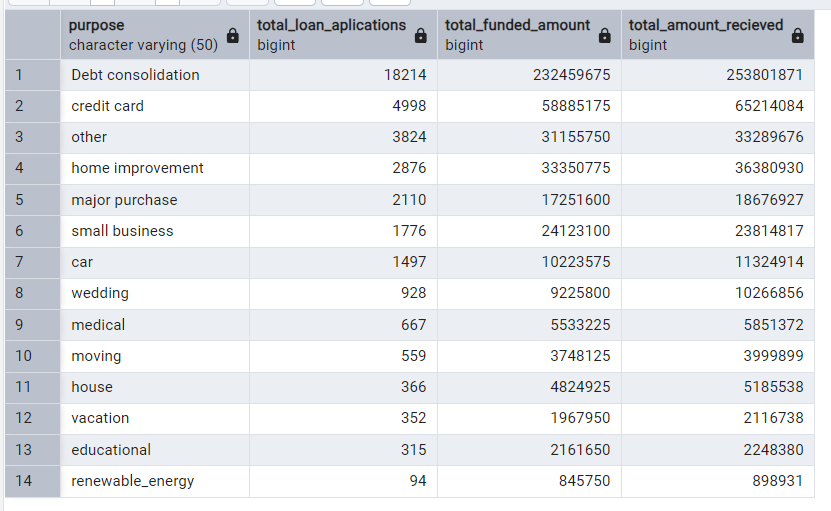 purpose total_loan_aplications total_funded_amount total_amount_recieved
character varying (50) bigint bigint bigint
1 Debt consolidation 18214 232459675 253801871
2 credit card 4998 58885175 65214084
3 other 3824 31155750 33289676
4 home improvement 2876 33350775 36380930
5 major purchase 2110 17251600 18676927
6 small business 1776 24123100 23814817
7 car 1497 10223575 11324914
8 wedding 928 9225800 10266856
9 medical 667 5533225 5851372
10 moving 559 3748125 3999899
11 house 366 4824925 5185538
12 vacation 352 1967950 2116738
13 educational 315 2161650 2248380
14 renewable_energy 94 845750 898931